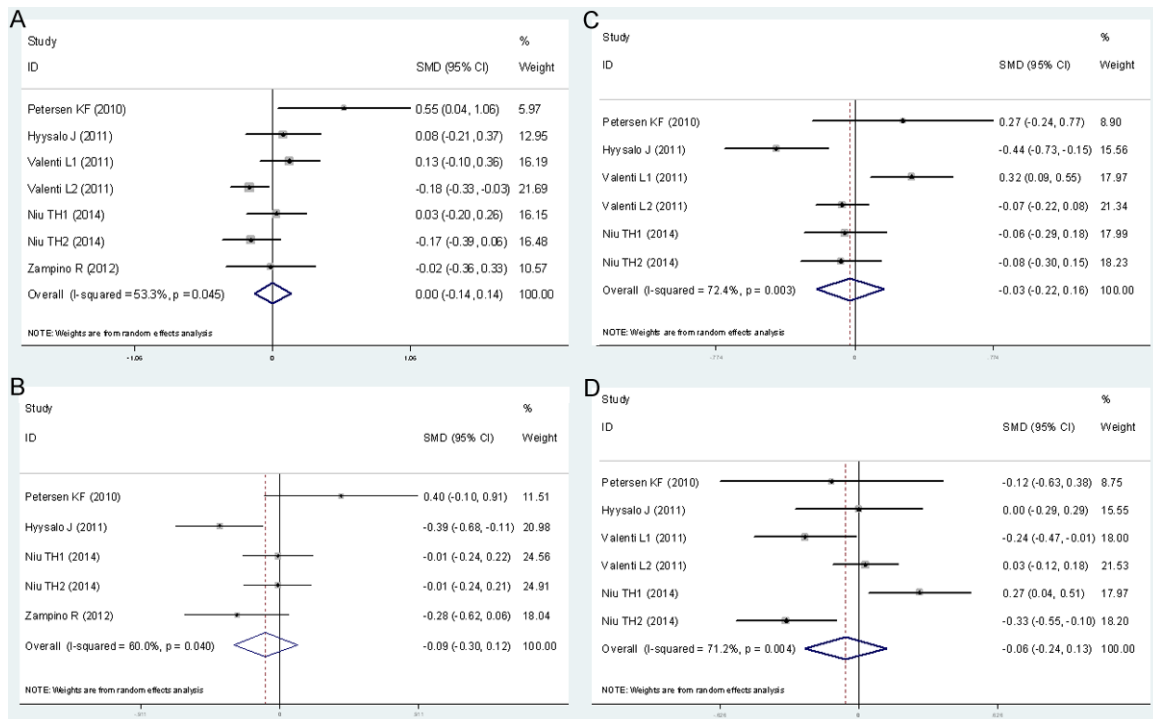 A
Study %
ID SMD (95% CI) Weight
Petersen KF (2010) 0.55 (0.04, 1.06) 5.97
Hyysalo J (2011) 0.08 (-0.21, 0.37) 12.95
Valenti L1 (2011) 0.13 (-0.10, 0.36) 16.19
Valenti L2 (2011) -0.18 (-0.33, -0.03) 21.69
Niu TH1 (2014) 0.03 (-0.20, 0.26) 16.15
Niu TH2 (2014) -0.17 (-0.39, 0.06) 16.48
Zampino R (2012) -0.02 (-0.36, 0.33) 10.57
Overall (I-squared = 53.3%, p = 0.045) 0.00 (-0.14, 0.14) 100.00
NOTE: Weights are from random effects analysis
-1.06 0 1.06
B
Study %
ID SMD (95% CI) Weight
Petersen KF (2010) 0.40 (-0.10, 0.91) 11.51
Hyysalo J (2011) -0.39 (-0.68, -0.11) 20.98
Niu TH1 (2014) -0.01 (-0.24, 0.22) 24.56
Niu TH2 (2014) -0.01 (-0.24, 0.21) 24.91
Zampino R (2012) -0.28 (-0.62, 0.06) 18.04
Overall (I-squared = 60.0%, p = 0.040) -0.09 (-0.30, 0.12) 100.00
NOTE: Weights are from random effects analysis
-.911 0 .911
C
Study %
ID SMD (95% CI) Weight
Petersen KF (2010) 0.27 (-0.24, 0.77) 8.90
Hyysalo J (2011) -0.44 (-0.73, -0.15) 15.56
Valenti L1 (2011) 0.32 (0.09, 0.55) 17.97
Valenti L2 (2011) -0.07 (-0.22, 0.08) 21.34
Niu TH1 (2014) -0.06 (-0.29, 0.18) 17.99
Niu TH2 (2014) -0.08 (-0.30, 0.15) 18.23
Overall (I-squared = 72.4%, p = 0.003) -0.03 (-0.22, 0.16) 100.00
NOTE: Weights are from random effects analysis
-.774 0 .774
D
Study %
ID SMD (95% CI) Weight
Petersen KF (2010) -0.12 (-0.63, 0.38) 8.75
Hyysalo J (2011) 0.00 (-0.29, 0.29) 15.55
Valenti L1 (2011) -0.24 (-0.47, -0.01) 18.00
Valenti L2 (2011) 0.03 (-0.12, 0.18) 21.53
Niu TH1 (2014) 0.27 (0.04, 0.51) 17.97
Niu TH2 (2014) -0.33 (-0.55, -0.10) 18.20
Overall (I-squared = 71.2%, p = 0.004) -0.06 (-0.24, 0.13) 100.00
NOTE: Weights are from random effects analysis
0